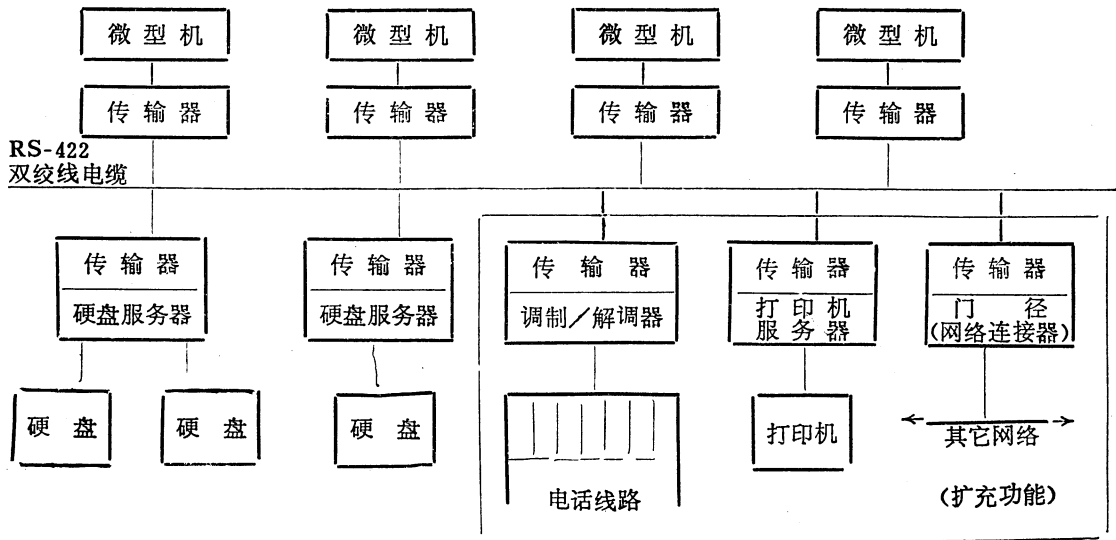 微型机 微型机 微型机 微型机
传输器 传输器 传输器 传输器
RS-422
双绞线电缆
传输器 传输器 传输器 传输器 传输器
硬盘服务器 硬盘服务器 调制/解调器 打印机 门径
服务器 (网络连接器)
硬盘 硬盘 硬盘 打印机 其它网络
电话线路 (扩充功能)